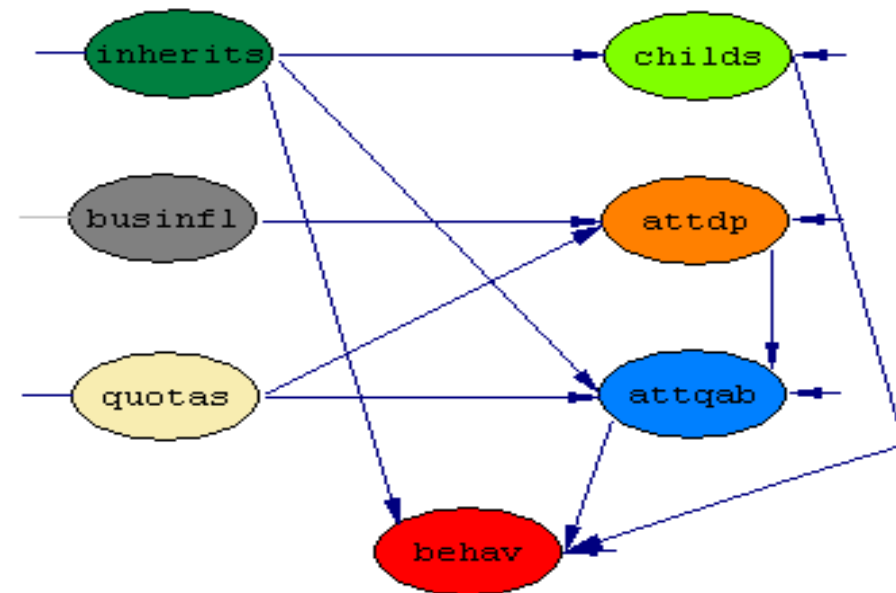 inherits
childs
businfl
attdp
quotas
attqab
behav